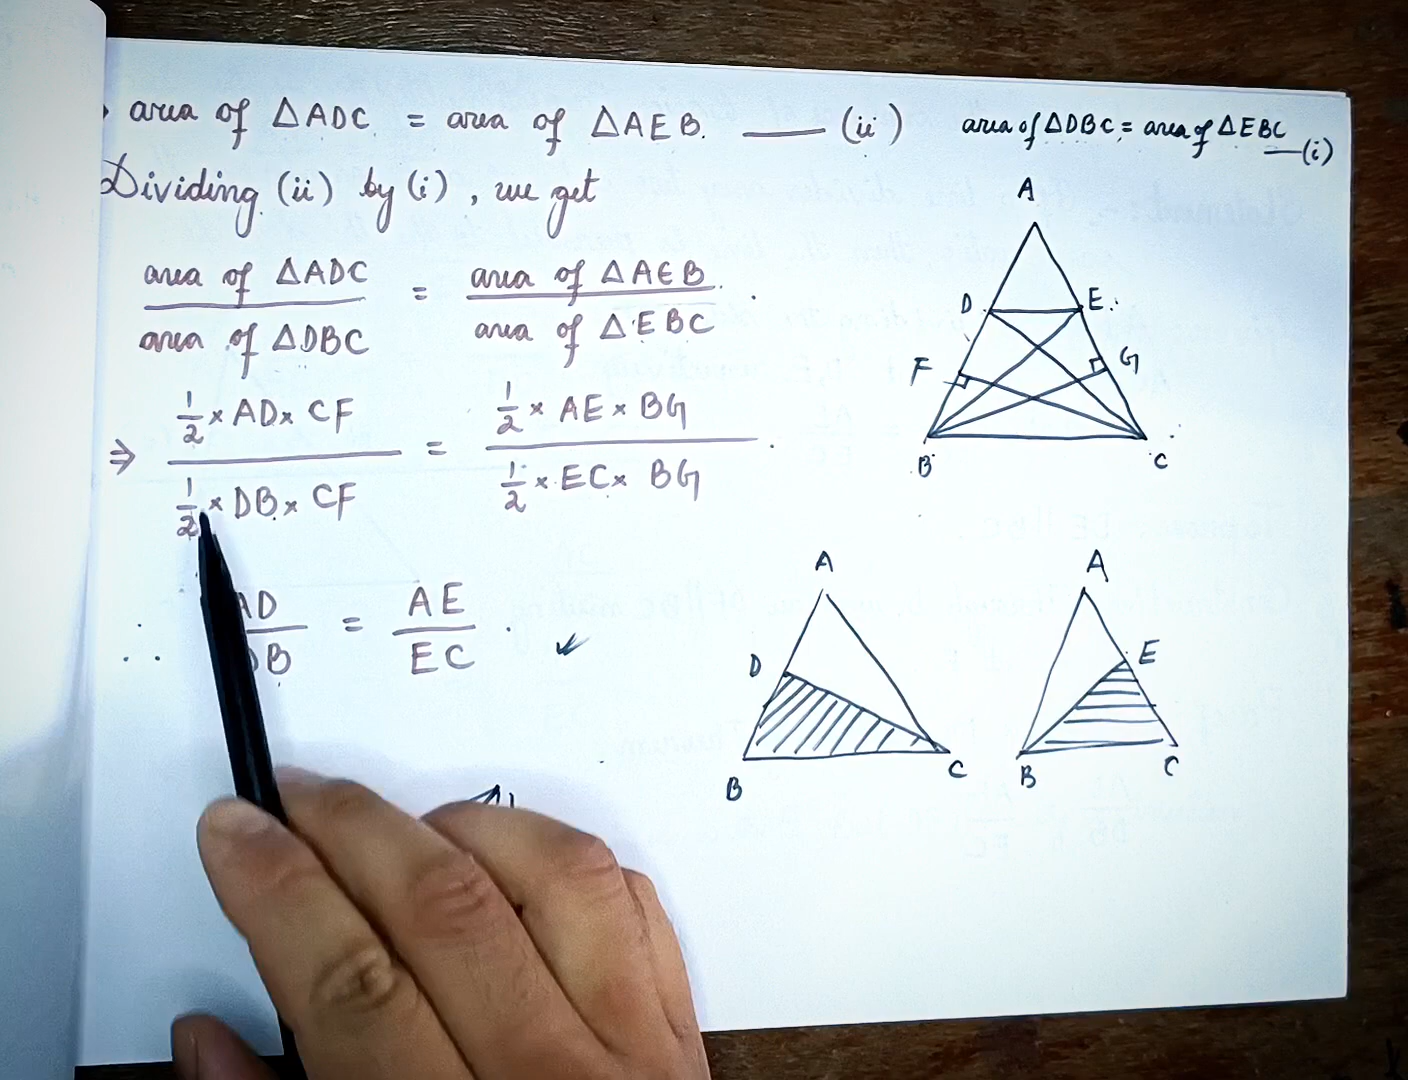 area of △ADC = area of △AEB. —— (ii)
area of △DBC = area of △EBC
—(i)
Dividing (ii) by (i), we get
area of △ADC / area of △DBC = area of △AEB / area of △EBC
⇒ 1/2 × AD × CF / 1/2 × DB × CF = 1/2 × AE × BG / 1/2 × EC × BG
∴ AD / DB = AE / EC
A
D E
F G
B C
A
D
B C
A
E
B C